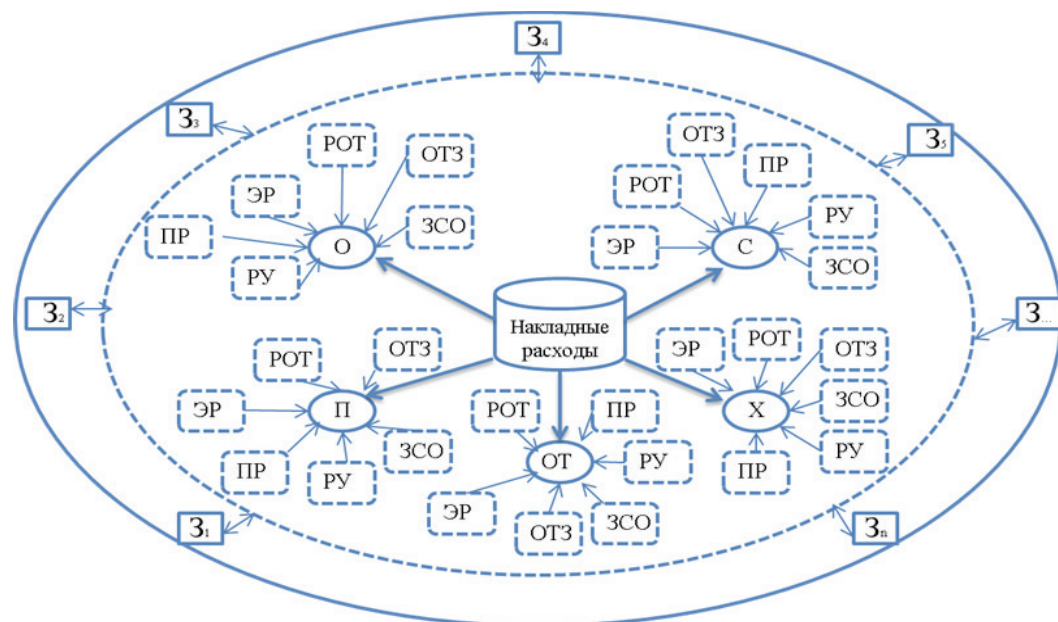 З₄
З₃
З₅
РОТ
ОТЗ
ЭР
ПР
ЗСО
О
РУ
ОТЗ
ПР
РОТ
РУ
ЭР
С
ЗСО
З₂
З...
Накладные
расходы
РОТ
ОТЗ
ЭР
П
ПР
РУ
ЗСО
РОТ
ПР
ОТ
РУ
ЭР
ОТЗ
ЗСО
ЭР
РОТ
ОТЗ
Х
ЗСО
ПР
РУ
З₁
Зₙ